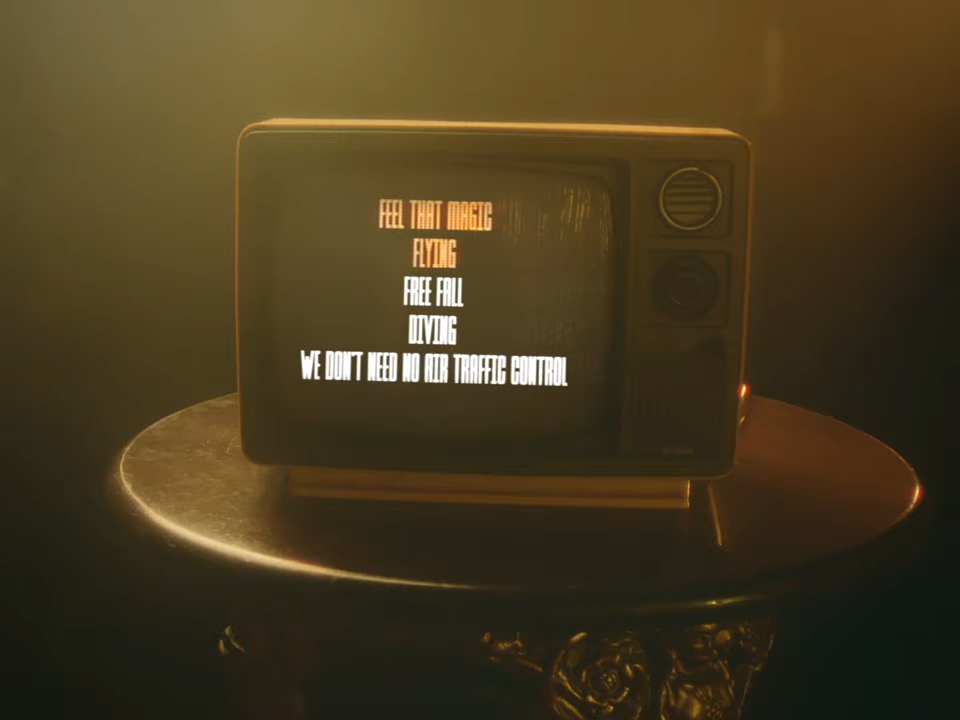 FEEL THAT MAGIC
FLYING
FREE FALL
DIVING
WE DON'T NEED NO AIR TRAFFIC CONTROL